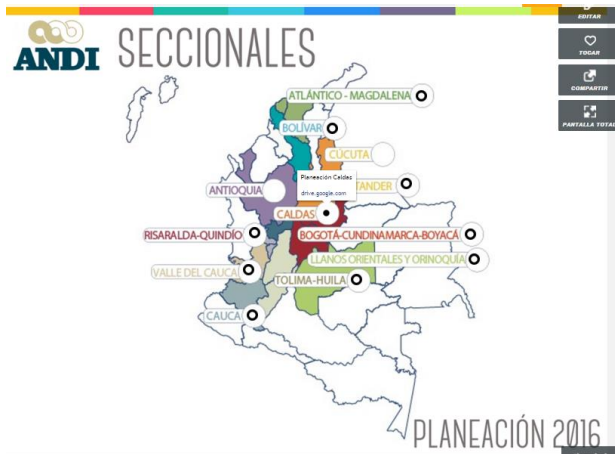 ANDI
SECCIONALES
EDITAR
TOCAR
COMPARTIR
PANTALLA TOTAL
ATLÁNTICO - MAGDALENA
BOLÍVAR
CÚCUTA
Planeación Caldas
drive.google.com
ANTIOQUIA
TANDER
CALDAS
RISARALDA-QUINDÍO
BOGOTÁ-CUNDINAMARCA-BOYACÁ
LLANOS ORIENTALES Y ORINOQUÍA
VALLE DEL CAUCA
TOLIMA-HUILA
CAUCA
PLANEACIÓN 2016